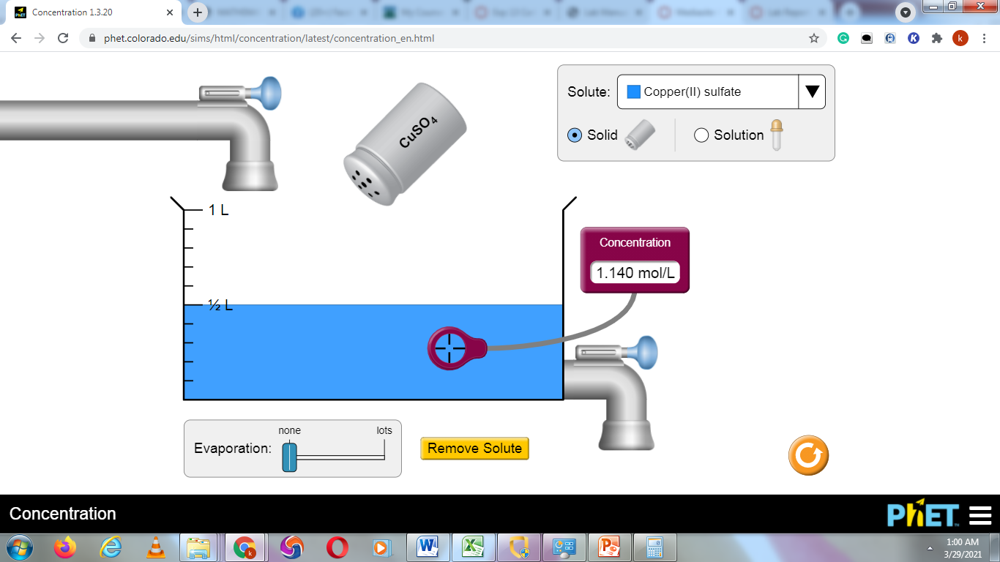 Concentration 1.3.20
phet.colorado.edu/sims/html/concentration/latest/concentration_en.html
CuSO4
Solute: Copper(II) sulfate
Solid Solution
1 L
½ L
Concentration
1.140 mol/L
none lots
Evaporation:
Remove Solute
Concentration
PhET
1:00 AM
3/29/2021